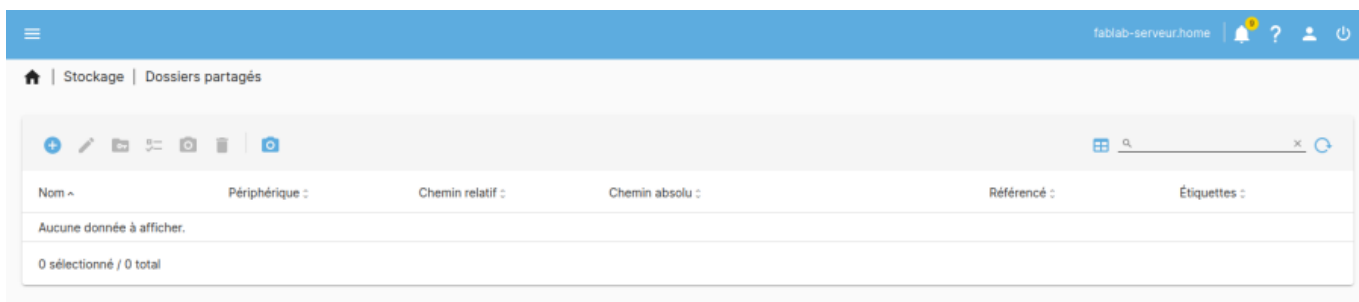 fablab-serveur.home | 9 ?
| Stockage | Dossiers partagés
Nom Périphérique Chemin relatif Chemin absolu Référencé Étiquettes
Aucune donnée à afficher.
0 sélectionné / 0 total